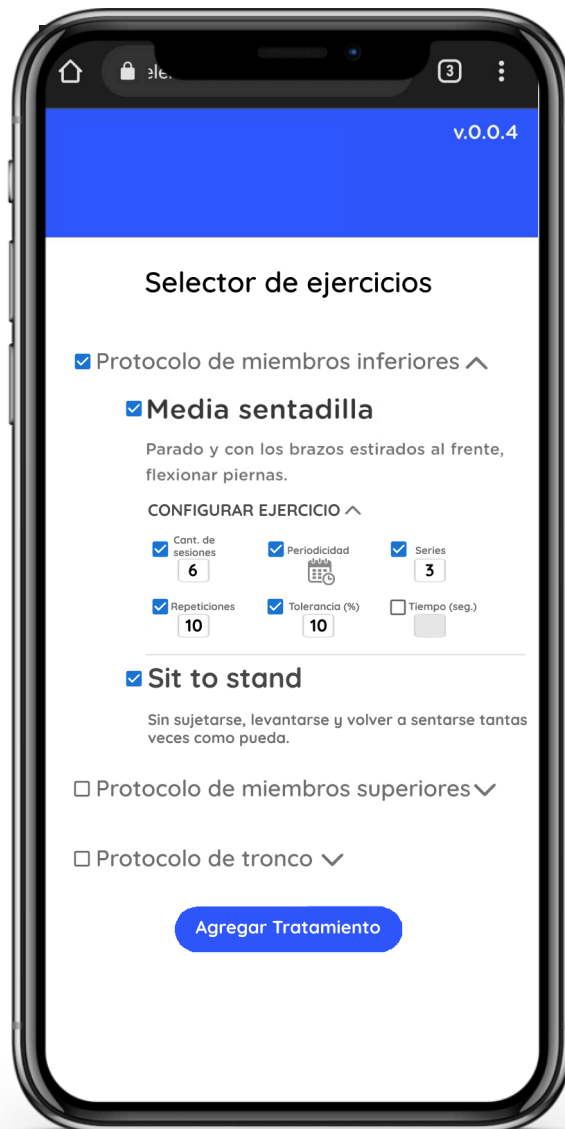 3
v.0.0.4
Selector de ejercicios
Protocolo de miembros inferiores
Media sentadilla
Parado y con los brazos estirados al frente,
flexionar piernas.
CONFIGURAR EJERCICIO
Cant. de
sesiones
6
Periodicidad
Series
3
Repeticiones
10
Tolerancia (%)
10
Tiempo (seg.)
Sit to stand
Sin sujetarse, levantarse y volver a sentarse tantas
veces como pueda.
Protocolo de miembros superiores
Protocolo de tronco
Agregar Tratamiento